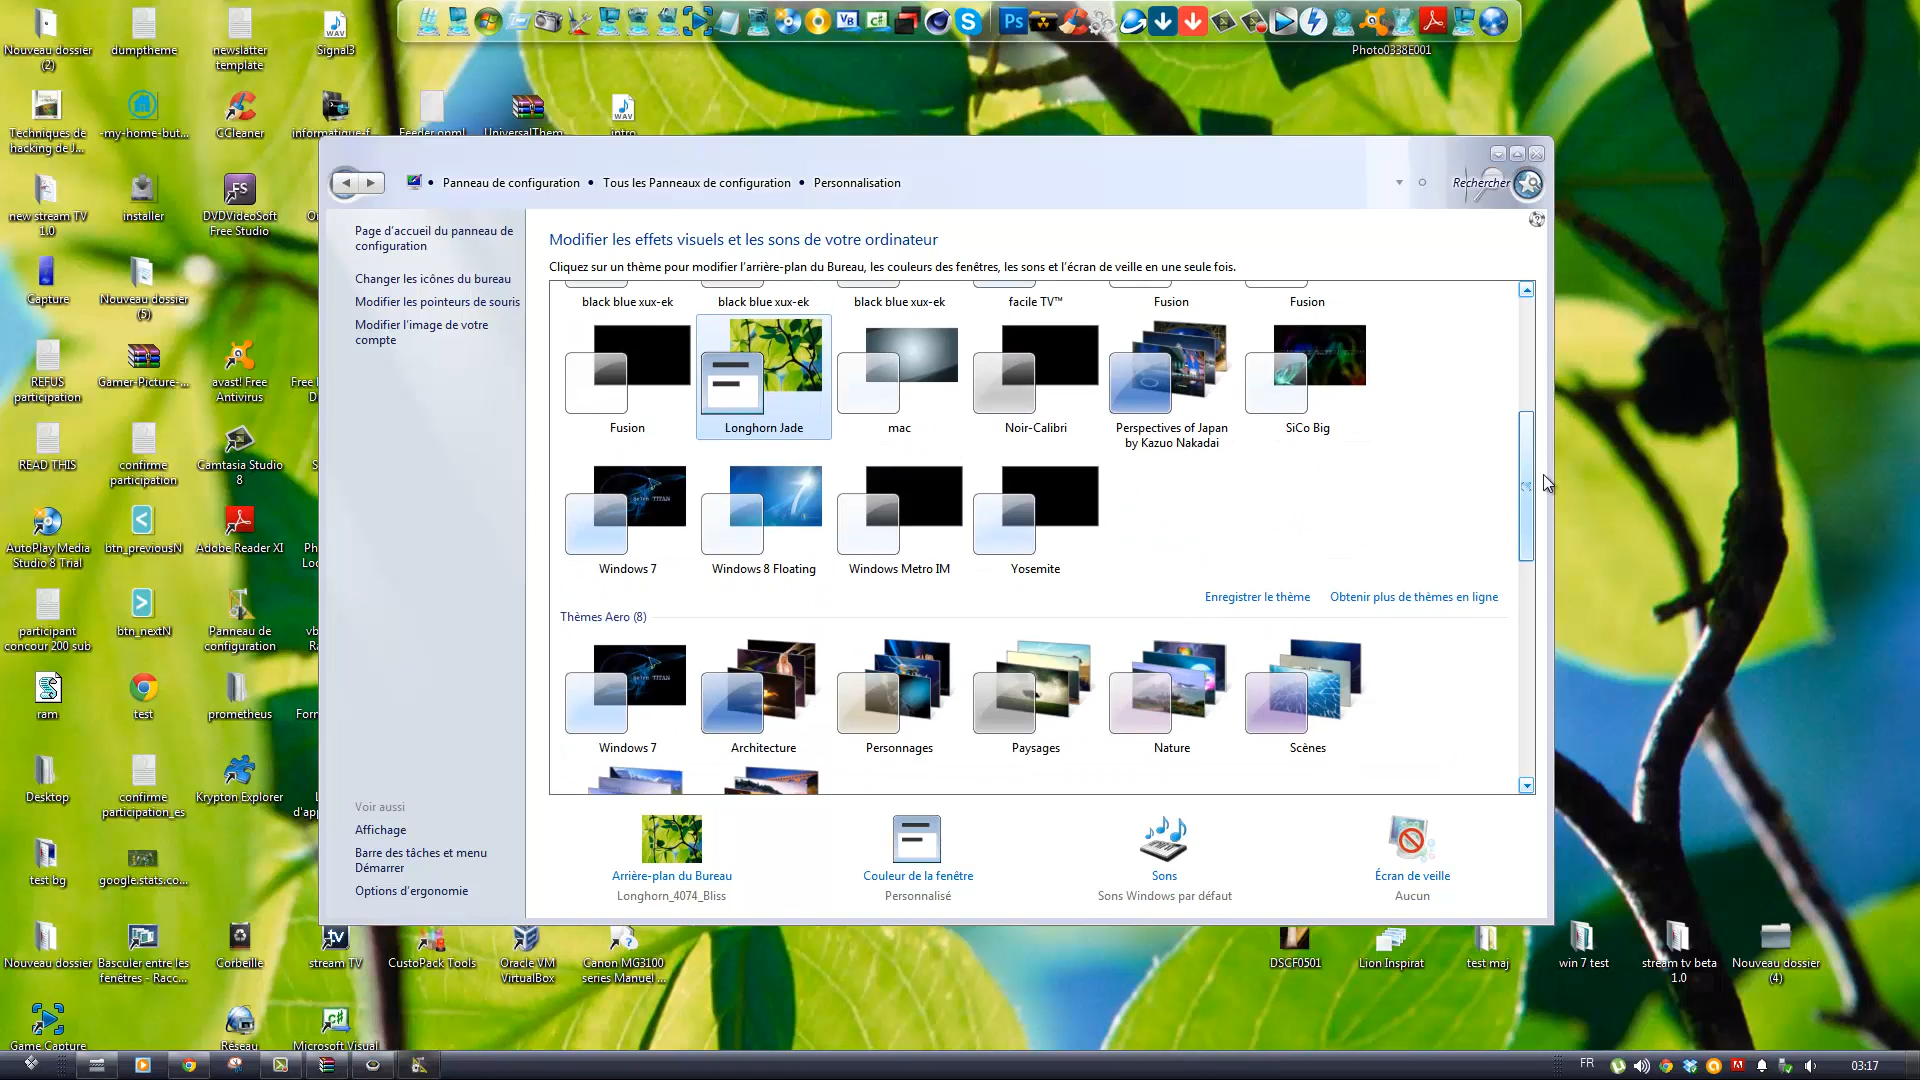 Nouveau dossier
(2)
dumptheme
newslatter
template
Signal3
Photo0338E001
Techniques de
hacking de J...
-my-home-but...
CCleaner
informatique-f
Feeder.opml
UniversalThem
intro
new stream TV
1.0
installer
DVDVideoSoft
Free Studio
Capture
Nouveau dossier
(5)
REFUS
participation
Gamer-Picture-...
avast! Free
Antivirus
READ THIS
confirme
participation
Camtasia Studio
8
AutoPlay Media
Studio 8 Trial
btn_previousN
Adobe Reader XI
participant
concour 200 sub
btn_nextN
Panneau de
configuration
ram
test
prometheus
Desktop
confirme
participation_es
Krypton Explorer
test bg
google.stats.co...
Nouveau dossier
Basculer entre les
fenêtres - Racc...
Corbeille
stream TV
CustoPack Tools
Oracle VM
VirtualBox
Canon MG3100
series Manuel ...
Game Capture
Réseau
Microsoft Visual
DSCF0501
Lion Inspirat
test maj
win 7 test
stream tv beta
1.0
Nouveau dossier
(4)
Panneau de configuration • Tous les Panneaux de configuration • Personnalisation
Rechercher
Page d'accueil du panneau de
configuration
Changer les icônes du bureau
Modifier les pointeurs de souris
Modifier l'image de votre
compte
Voir aussi
Affichage
Barre des tâches et menu
Démarrer
Options d'ergonomie
Modifier les effets visuels et les sons de votre ordinateur
Cliquez sur un thème pour modifier l'arrière-plan du Bureau, les couleurs des fenêtres, les sons et l'écran de veille en une seule fois.
black blue xux-ek
black blue xux-ek
black blue xux-ek
facile TV™
Fusion
Fusion
Fusion
Longhorn Jade
mac
Noir-Calibri
Perspectives of Japan
by Kazuo Nakadai
SiCo Big
Windows 7
Windows 8 Floating
Windows Metro IM
Yosemite
Enregistrer le thème
Obtenir plus de thèmes en ligne
Thèmes Aero (8)
Windows 7
Architecture
Personnages
Paysages
Nature
Scènes
Arrière-plan du Bureau
Longhorn_4074_Bliss
Couleur de la fenêtre
Personnalisé
Sons
Sons Windows par défaut
Écran de veille
Aucun
FR
03:17